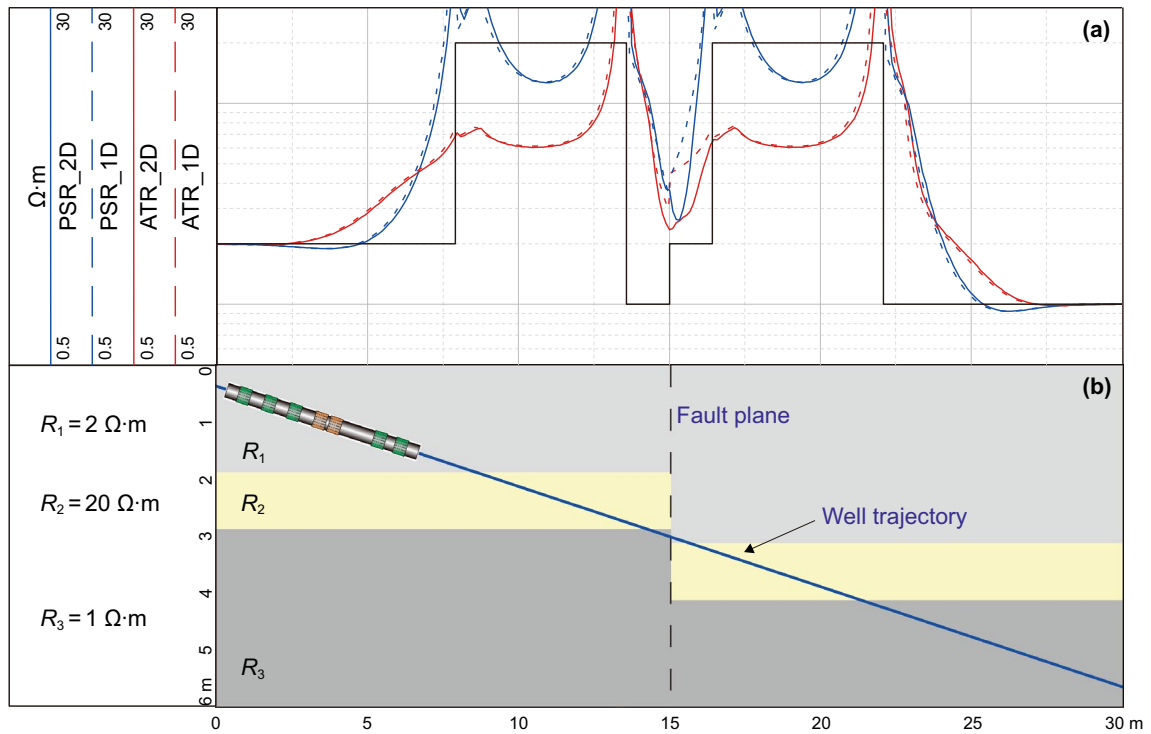 30 30 30 30
Ω·m PSR_2D PSR_1D ATR_2D ATR_1D
0.5 0.5 0.5 0.5
(a)
(b)
0
1
2
3
4
5
6 m
R₁ = 2 Ω·m
R₂ = 20 Ω·m
R₃ = 1 Ω·m
Fault plane
R₁
R₂
Well trajectory
R₃
0 5 10 15 20 25 30 m